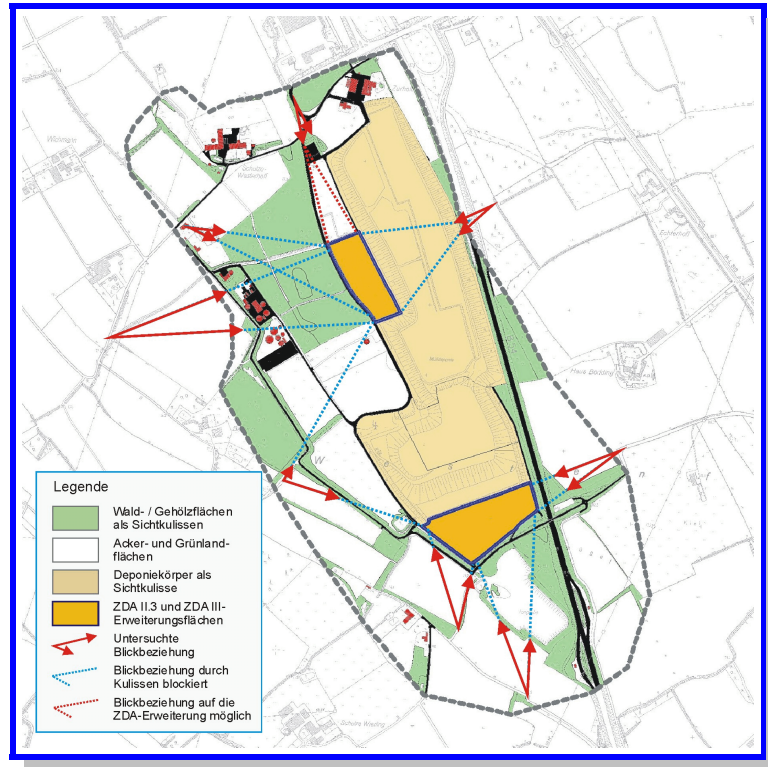 Legende
Wald- / Gehölzflächen
als Sichtkulissen
Acker- und Grünland-
flächen
Deponiekörper als
Sichtkulisse
ZDA II.3 und ZDA III-
Erweiterungsflächen
Untersuchte
Blickbeziehung
Blickbeziehung durch
Kulissen blockiert
Blickbeziehung auf die
ZDA-Erweiterung möglich